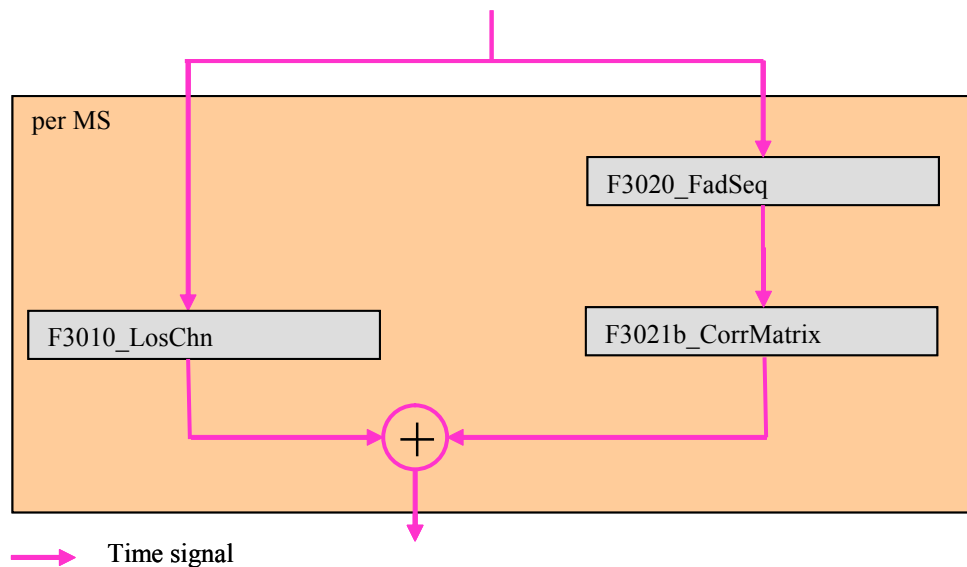 per MS
F3020_FadSeq
F3010_LosChn
F3021b_CorrMatrix
+
Time signal